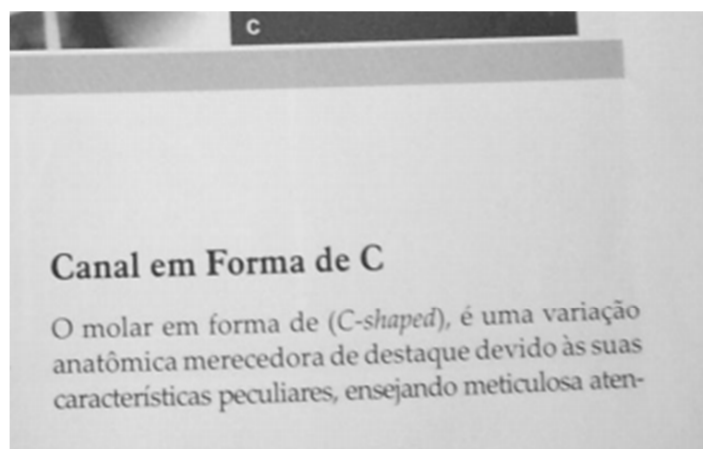 C
Canal em Forma de C
O molar em forma de (C-shaped), é uma variação
anatômica merecedora de destaque devido às suas
características peculiares, ensejando meticulosa aten-